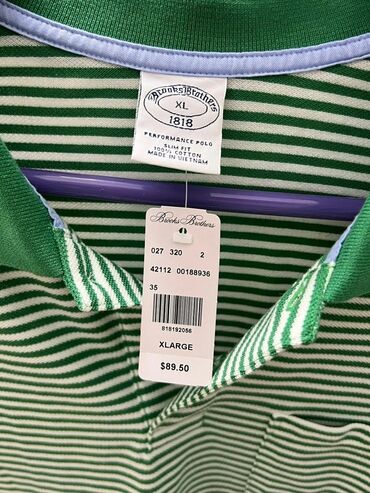 Brooks Brothers
XL
1818
PERFORMANCE POLO
SLIM FIT
100% COTTON
MADE IN VIETNAM
Brooks Brothers
027 320 2
42112 00188936
35
818192056
XLARGE
$89.50